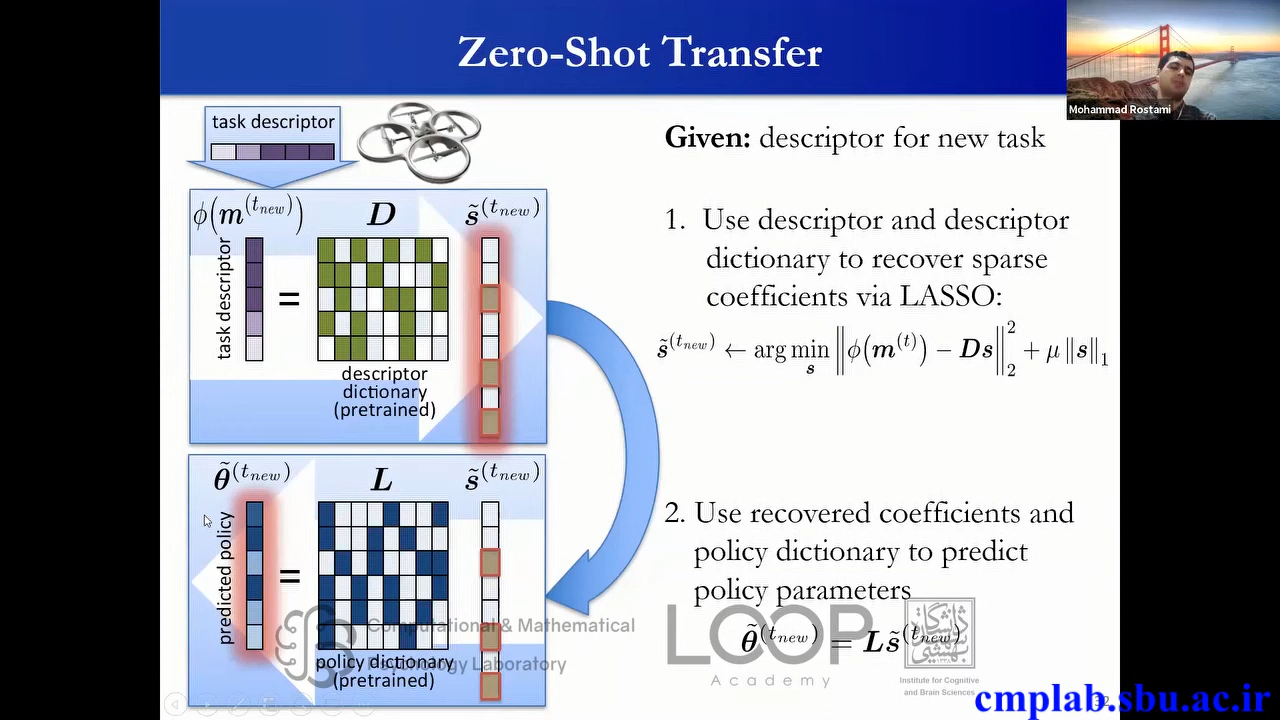 Zero-Shot Transfer
Mohammad Rostami
task descriptor
Given: descriptor for new task
ϕ(m^(t_new)) D s̃^(t_new)
task descriptor
=
descriptor
dictionary
(pretrained)
1. Use descriptor and descriptor
dictionary to recover sparse
coefficients via LASSO:
s̃^(t_new) ← arg min_s ‖ϕ(m^(t)) − Ds‖₂² + μ ‖s‖₁
θ̃^(t_new) L s̃^(t_new)
predicted policy
=
policy dictionary
(pretrained)
2. Use recovered coefficients and
policy dictionary to predict
policy parameters
θ̃^(t_new) = Ls̃^(t_new)
Computational & Mathematical
Psychology Laboratory
LOOP
Academy
Institute for Cognitive
and Brain Sciences
32
cmplab.sbu.ac.ir